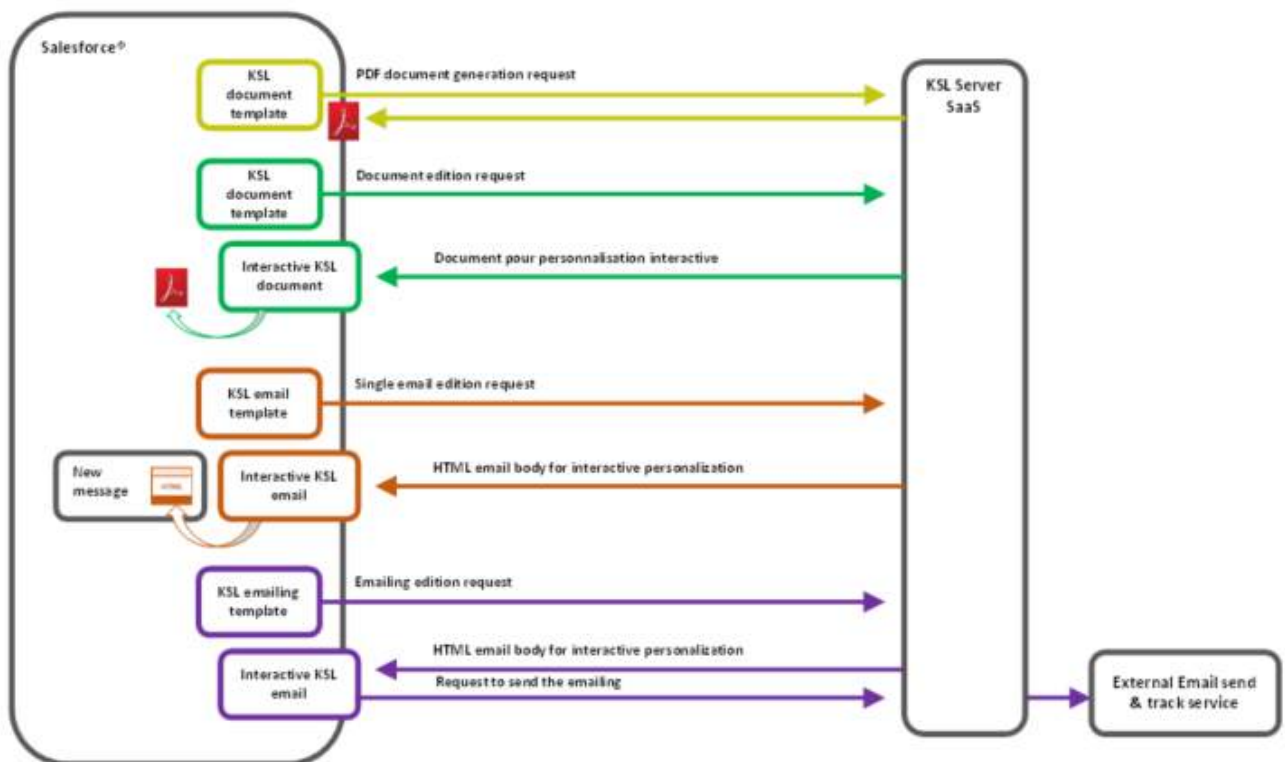 Salesforce®
KSL
document
template
PDF document generation request
KSL Server
SaaS
KSL
document
template
Document edition request
Interactive KSL
document
Document pour personnalisation interactive
KSL email
template
Single email edition request
New
message
HTML
Interactive KSL
email
HTML email body for interactive personalization
KSL emailing
template
Emailing edition request
Interactive KSL
email
HTML email body for interactive personalization
Request to send the emailing
External Email send
& track service